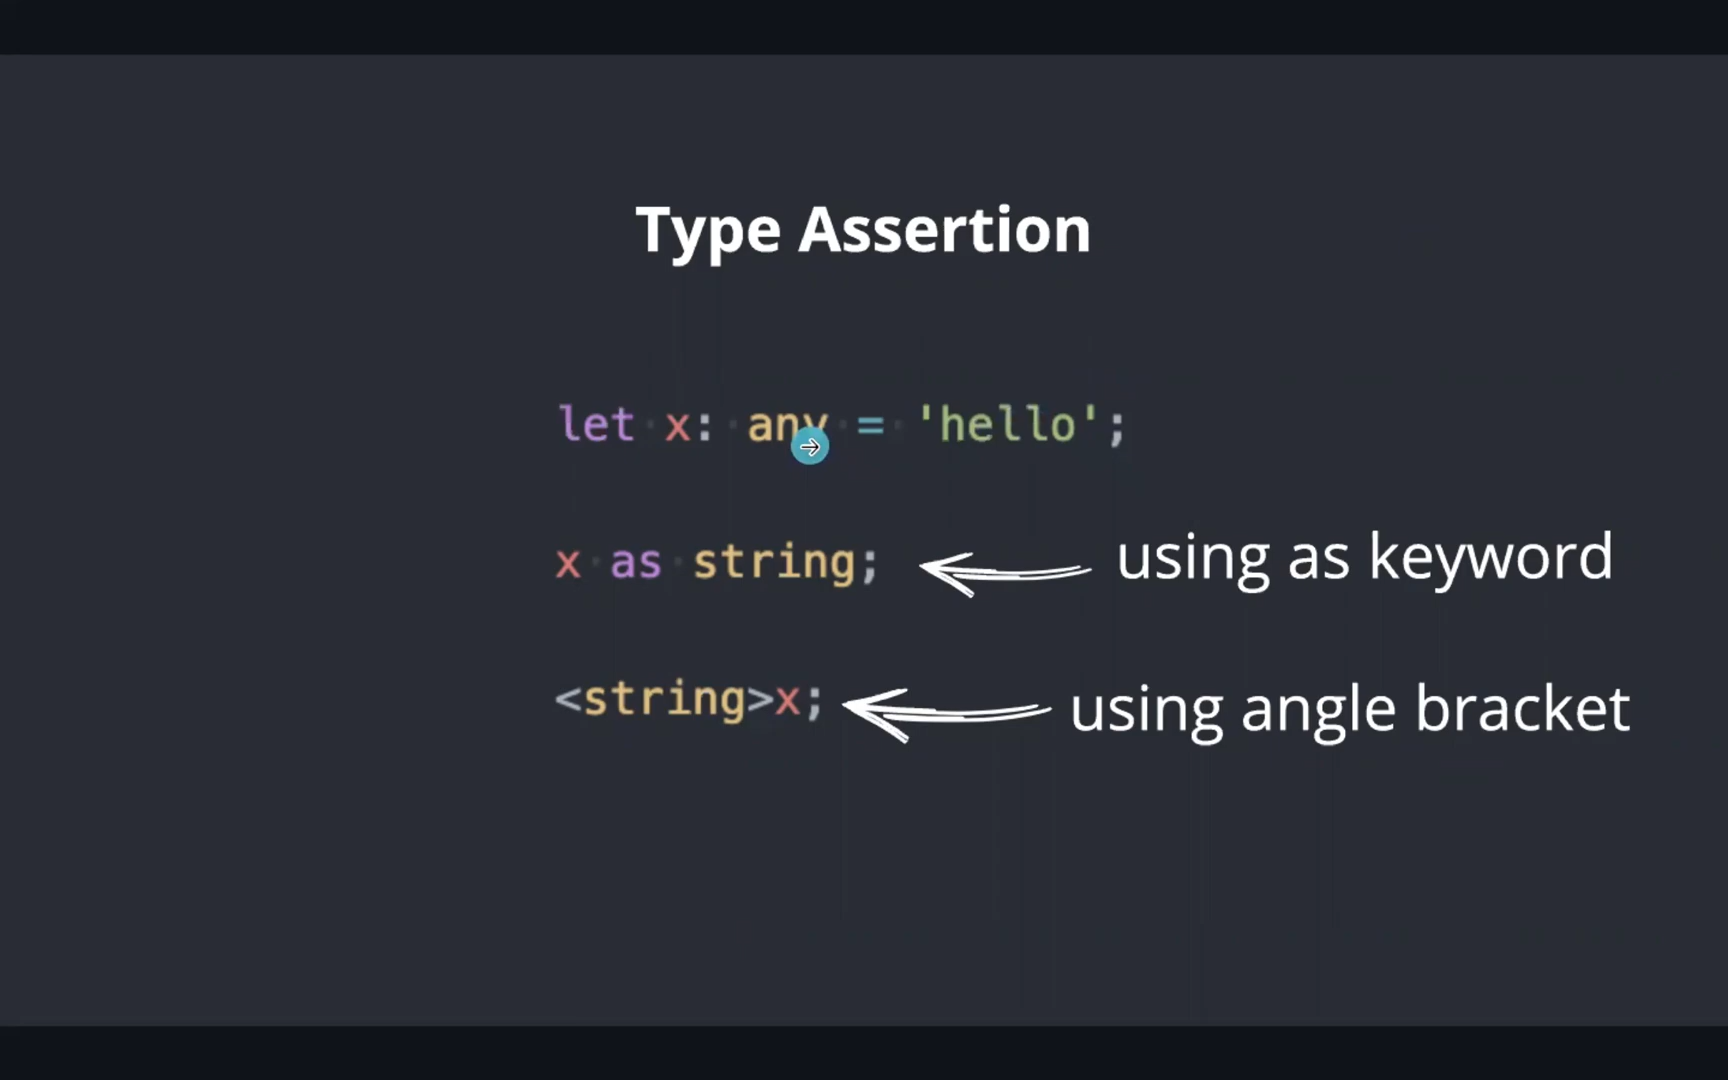 Type Assertion
let x: any = 'hello';
x as string;
using as keyword
<string>x;
using angle bracket